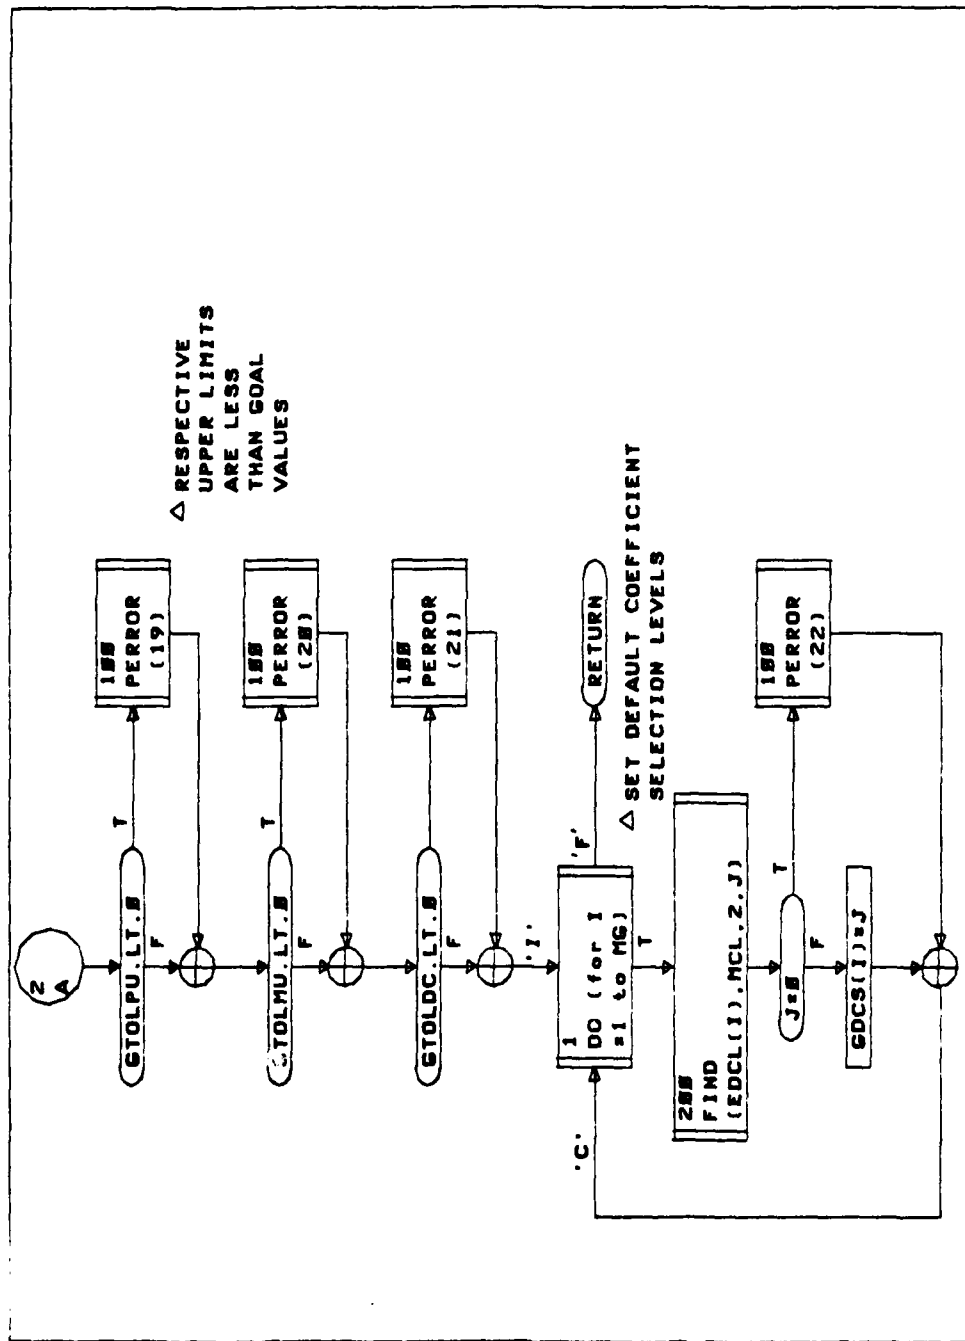 2
A
GTOLPU.LT.0
T
F
100
PERROR
(19)
△ RESPECTIVE
UPPER LIMITS
ARE LESS
THAN GOAL
VALUES
GTOLMU.LT.0
T
F
100
PERROR
(20)
GTOLDC.LT.0
F
100
PERROR
(21)
'I'
'C'
1
DO (for I
=1 to MG)
'F'
RETURN
T
△ SET DEFAULT COEFFICIENT
SELECTION LEVELS
200
FIND
(EDCL(I),MCL,2,J)
J=0
T
F
100
PERROR
(22)
GDCS(I)=J